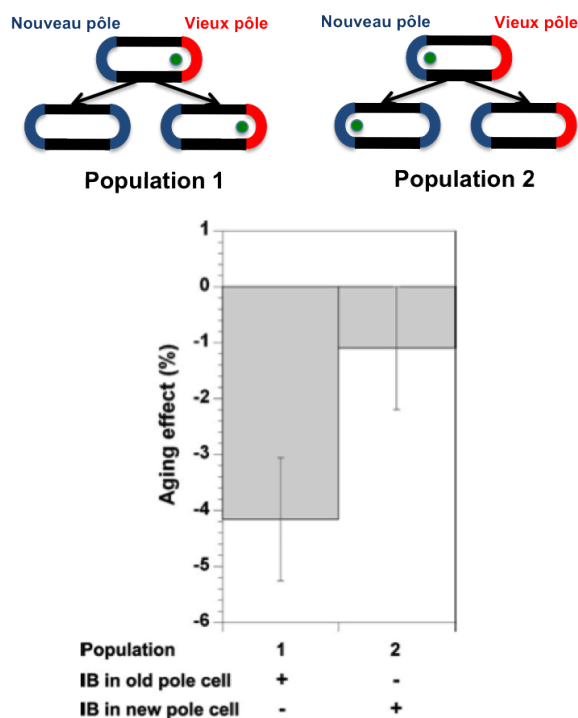 Nouveau pôle Vieux pôle Nouveau pôle Vieux pôle
Population 1 Population 2
1
0
-1
-2
-3
-4
-5
-6
Aging effect (%)
Population 1 2
IB in old pole cell + -
IB in new pole cell - +